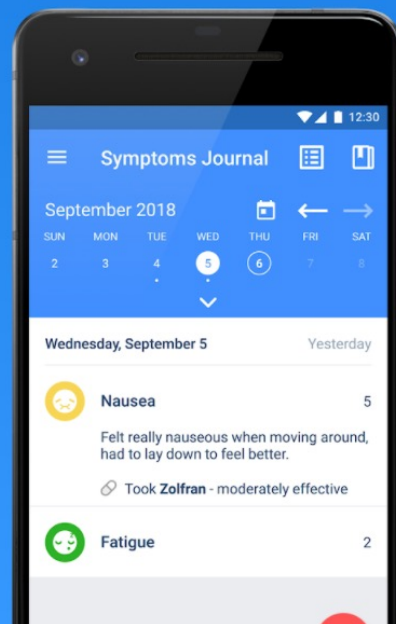 12:30
Symptoms Journal
September 2018
SUN MON TUE WED THU FRI SAT
2 3 4 5 6 7 8
Wednesday, September 5 Yesterday
Nausea 5
Felt really nauseous when moving around,
had to lay down to feel better.
Took Zolfran - moderately effective
Fatigue 2